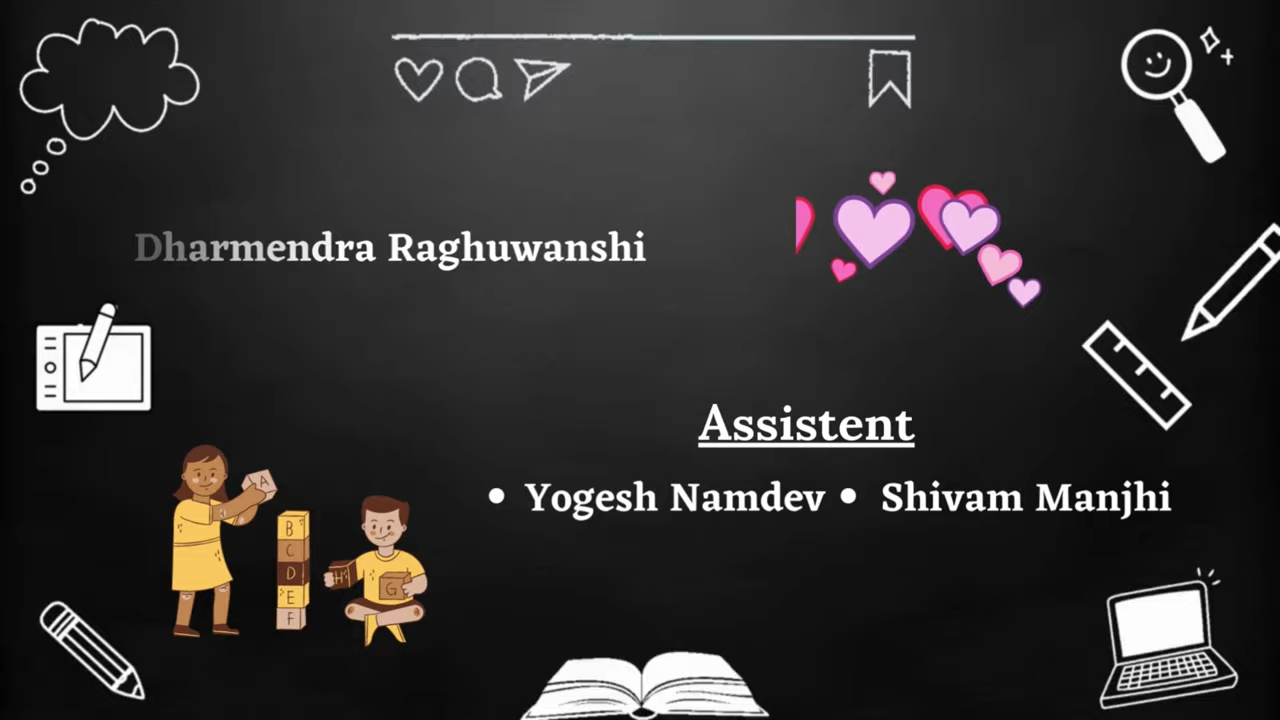 Dharmendra Raghuwanshi
Assistent
• Yogesh Namdev • Shivam Manjhi
A
B
C
D
E
F
H
G